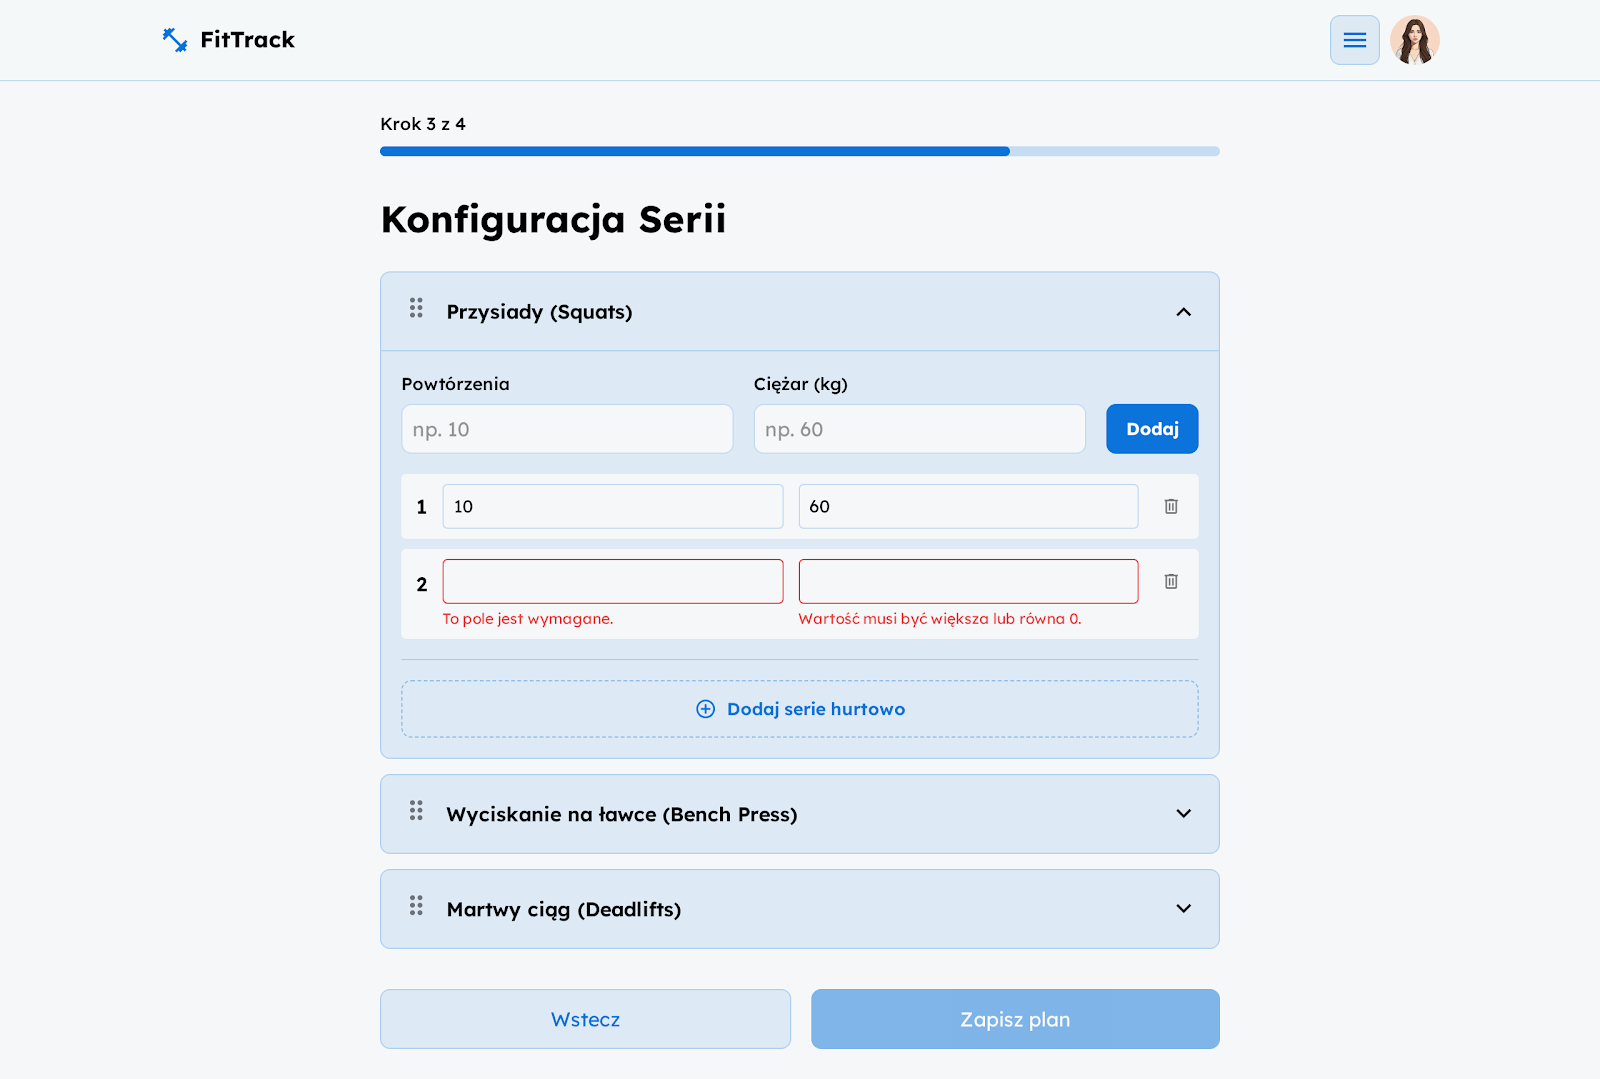 FitTrack
Krok 3 z 4
Konfiguracja Serii
Przysiady (Squats)
Powtórzenia Ciężar (kg)
np. 10 np. 60 Dodaj
1 10 60
2
To pole jest wymagane. Wartość musi być większa lub równa 0.
Dodaj serie hurtowo
Wyciskanie na ławce (Bench Press)
Martwy ciąg (Deadlifts)
Wstecz Zapisz plan